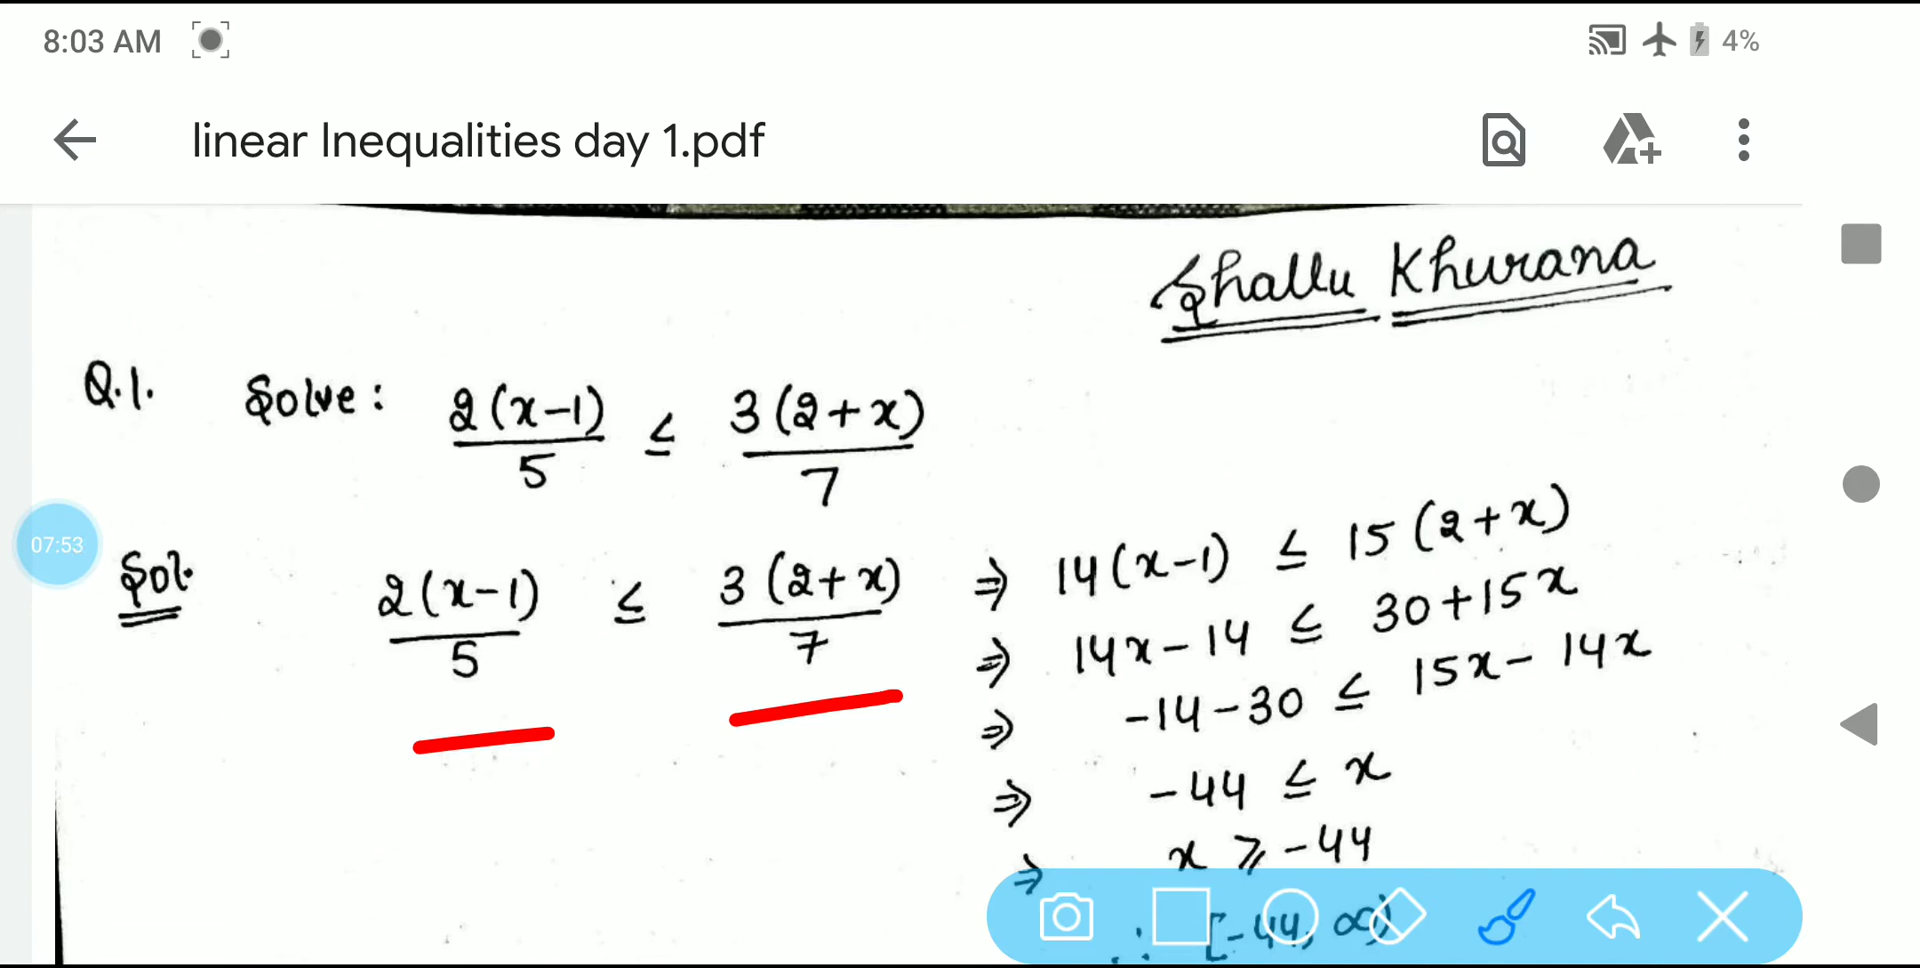 8:03 AM 4%
linear Inequalities day 1.pdf
Shallu Khurana
Q.1. Solve: 2(x-1)/5 ≤ 3(2+x)/7
07:53
Sol. 2(x-1)/5 ≤ 3(2+x)/7 ⇒ 14(x-1) ≤ 15(2+x)
⇒ 14x-14 ≤ 30+15x
⇒ -14-30 ≤ 15x-14x
⇒ -44 ≤ x
⇒ x ≥ -44
∴ [-44, ∞)